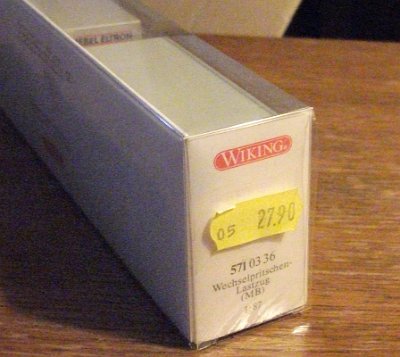 WIKING®
05 27.90
571 03 36
Wechselpritschen-
Lastzug
(MB)
1:87